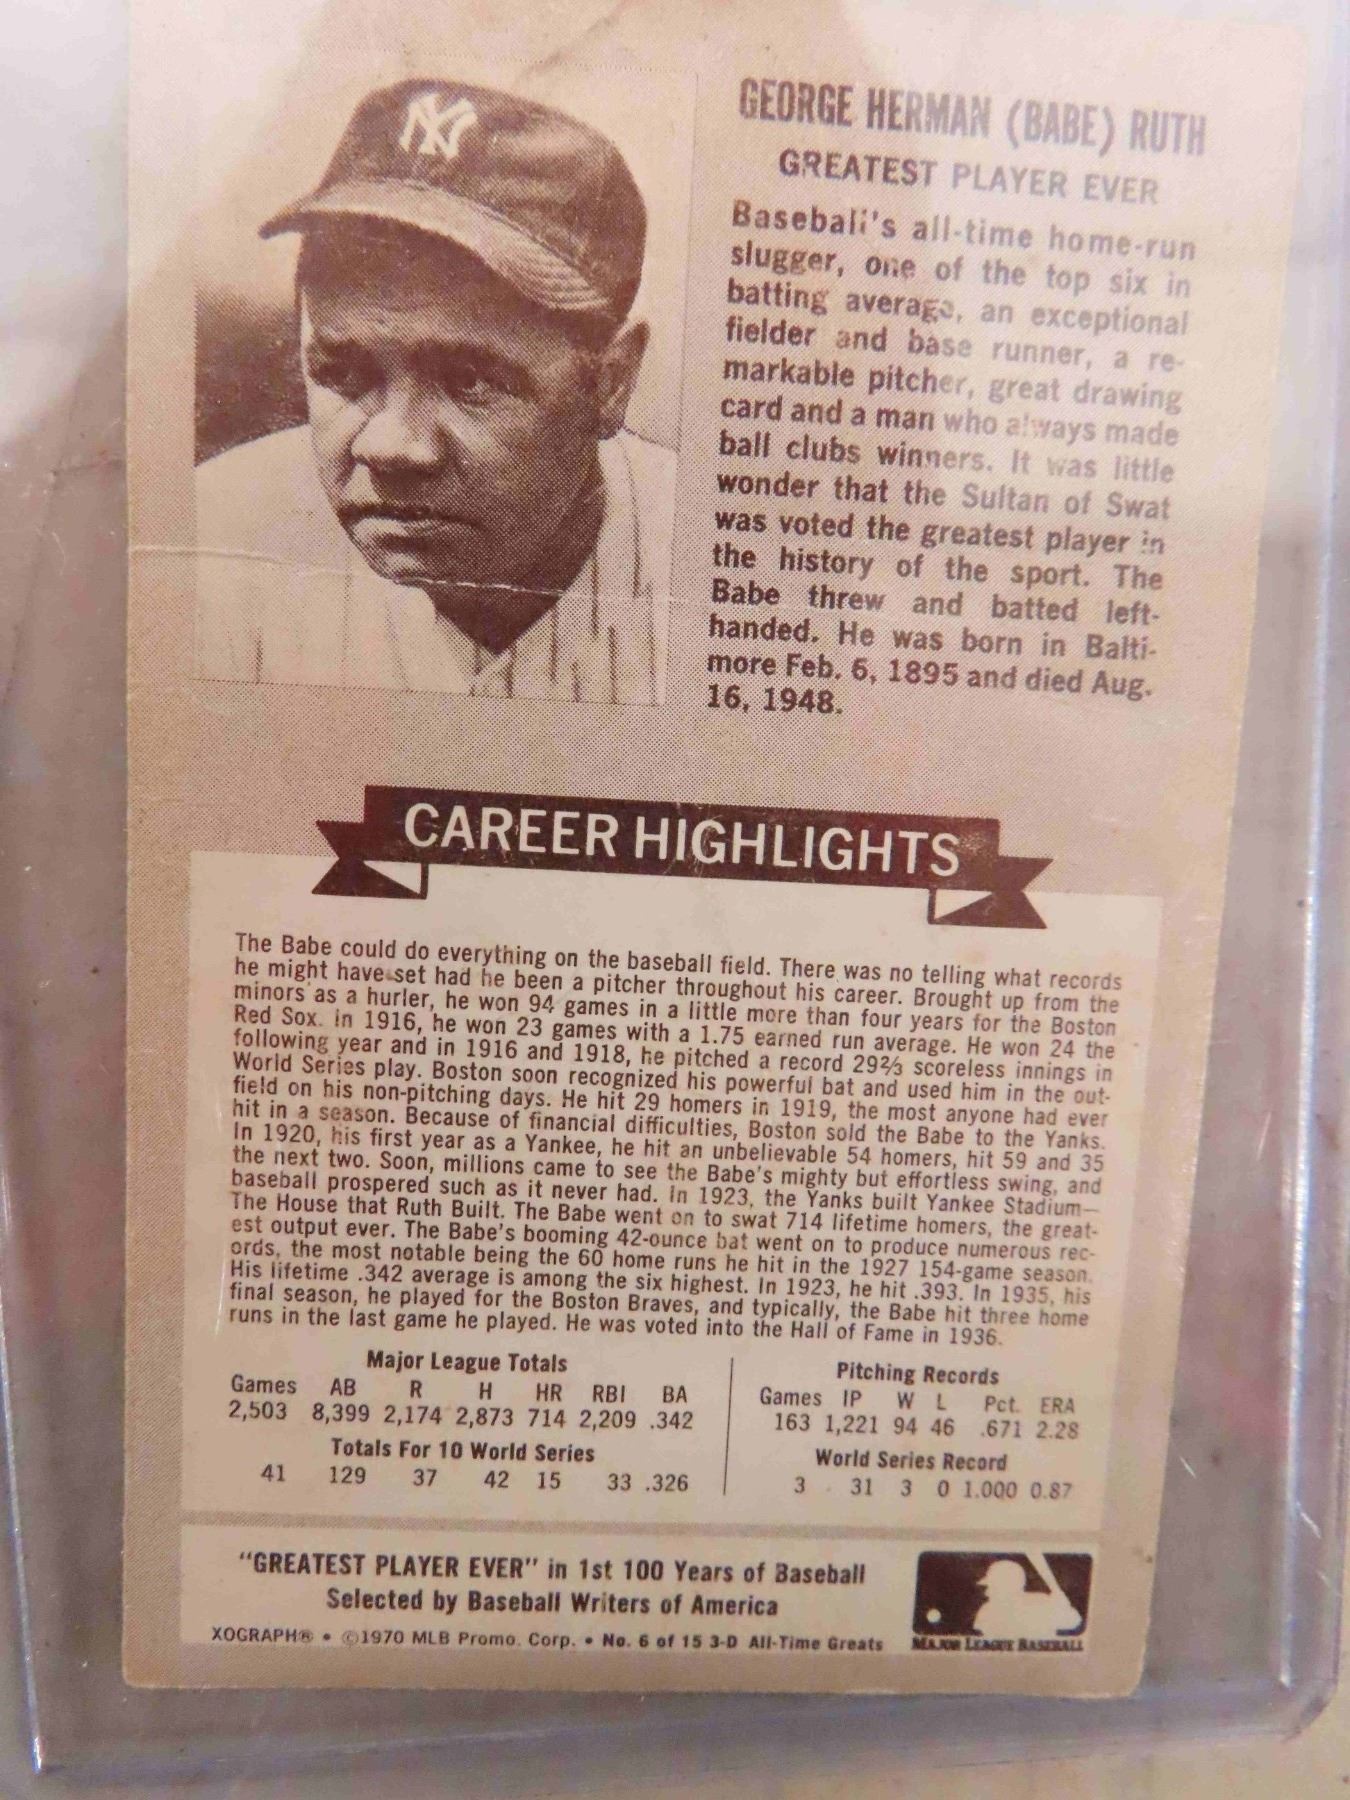 NY
GEORGE HERMAN (BABE) RUTH
GREATEST PLAYER EVER
Baseball's all-time home-run
slugger, one of the top six in
batting average, an exceptional
fielder and base runner, a re-
markable pitcher, great drawing
card and a man who always made
ball clubs winners. It was little
wonder that the Sultan of Swat
was voted the greatest player in
the history of the sport. The
Babe threw and batted left-
handed. He was born in Balti-
more Feb. 6, 1895 and died Aug.
16, 1948.
CAREER HIGHLIGHTS
The Babe could do everything on the baseball field. There was no telling what records
he might have set had he been a pitcher throughout his career. Brought up from the
minors as a hurler, he won 94 games in a little more than four years for the Boston
Red Sox. In 1916, he won 23 games with a 1.75 earned run average. He won 24 the
following year and in 1916 and 1918, he pitched a record 29⅔ scoreless innings in
World Series play. Boston soon recognized his powerful bat and used him in the out-
field on his non-pitching days. He hit 29 homers in 1919, the most anyone had ever
hit in a season. Because of financial difficulties, Boston sold the Babe to the Yanks.
In 1920, his first year as a Yankee, he hit an unbelievable 54 homers, hit 59 and 35
the next two. Soon, millions came to see the Babe's mighty but effortless swing, and
baseball prospered such as it never had. In 1923, the Yanks built Yankee Stadium—
The House that Ruth Built. The Babe went on to swat 714 lifetime homers, the great-
est output ever. The Babe's booming 42-ounce bat went on to produce numerous rec-
ords, the most notable being the 60 home runs he hit in the 1927 154-game season.
His lifetime .342 average is among the six highest. In 1923, he hit .393. In 1935, his
final season, he played for the Boston Braves, and typically, the Babe hit three home
runs in the last game he played. He was voted into the Hall of Fame in 1936.
Major League Totals
Games AB R H HR RBI BA
2,503 8,399 2,174 2,873 714 2,209 .342
Totals For 10 World Series
41 129 37 42 15 33 .326
Pitching Records
Games IP W L Pct. ERA
163 1,221 94 46 .671 2.28
World Series Record
3 31 3 0 1.000 0.87
"GREATEST PLAYER EVER" in 1st 100 Years of Baseball
Selected by Baseball Writers of America
XOGRAPH® • ©1970 MLB Promo. Corp. • No. 6 of 15 3-D All-Time Greats
MAJOR LEAGUE BASEBALL